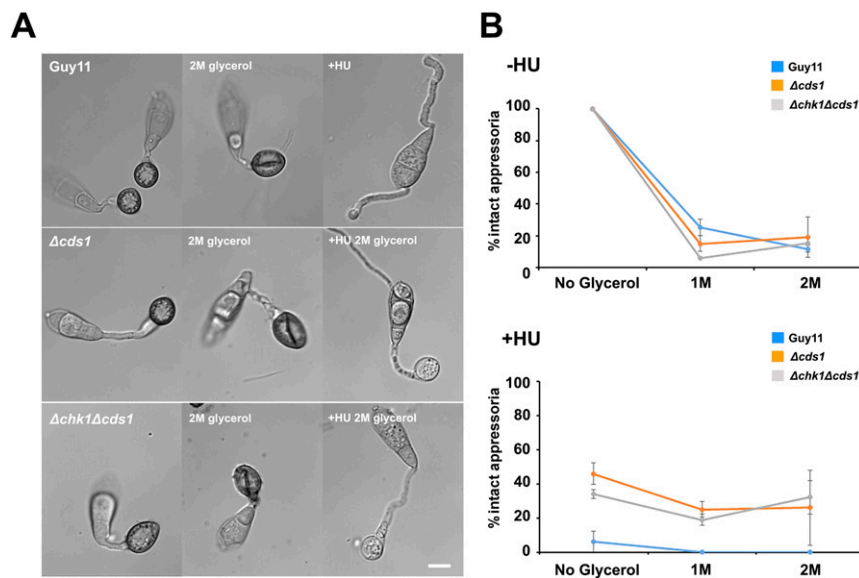 A
Guy11
2M glycerol
+HU
Δcds1
2M glycerol
+HU 2M glycerol
Δchk1Δcds1
2M glycerol
+HU 2M glycerol
B
-HU
Guy11
Δcds1
Δchk1Δcds1
% intact appressoria
100
80
60
40
20
0
No Glycerol 1M 2M
+HU
Guy11
Δcds1
Δchk1Δcds1
% intact appressoria
100
80
60
40
20
0
No Glycerol 1M 2M